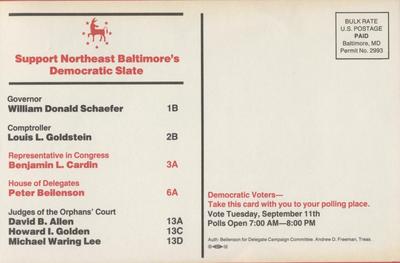 Support Northeast Baltimore's
Democratic Slate
Governor
William Donald Schaefer 1B
Comptroller
Louis L. Goldstein 2B
Representative in Congress
Benjamin L. Cardin 3A
House of Delegates
Peter Beilenson 6A
Judges of the Orphans' Court
David B. Allen 13A
Howard I. Golden 13C
Michael Waring Lee 13D
BULK RATE
U.S. POSTAGE
PAID
Baltimore, MD
Permit No. 2993
Democratic Voters—
Take this card with you to your polling place.
Vote Tuesday, September 11th
Polls Open 7:00 AM—8:00 PM
Auth: Beilenson for Delegate Campaign Committee. Andrew D. Freeman, Treas.